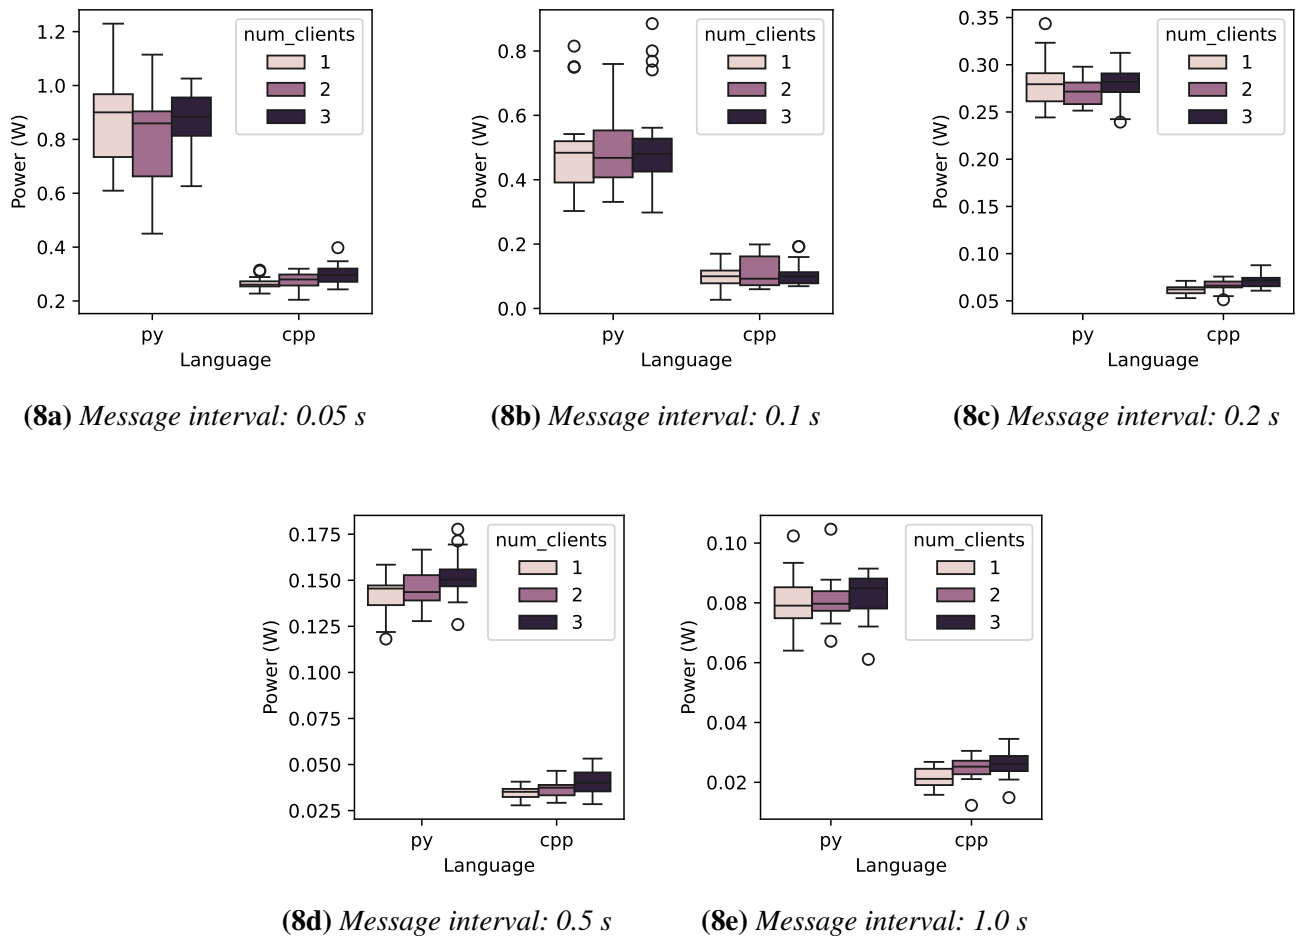 num_clients
1
2
3
1.2
1.0
0.8
0.6
0.4
0.2
Power (W)
py
cpp
Language
(8a) Message interval: 0.05 s
num_clients
1
2
3
0.8
0.6
0.4
0.2
0.0
Power (W)
py
cpp
Language
(8b) Message interval: 0.1 s
num_clients
1
2
3
0.35
0.30
0.25
0.20
0.15
0.10
0.05
Power (W)
py
cpp
Language
(8c) Message interval: 0.2 s
num_clients
1
2
3
0.175
0.150
0.125
0.100
0.075
0.050
0.025
Power (W)
py
cpp
Language
(8d) Message interval: 0.5 s
num_clients
1
2
3
0.10
0.08
0.06
0.04
0.02
Power (W)
py
cpp
Language
(8e) Message interval: 1.0 s